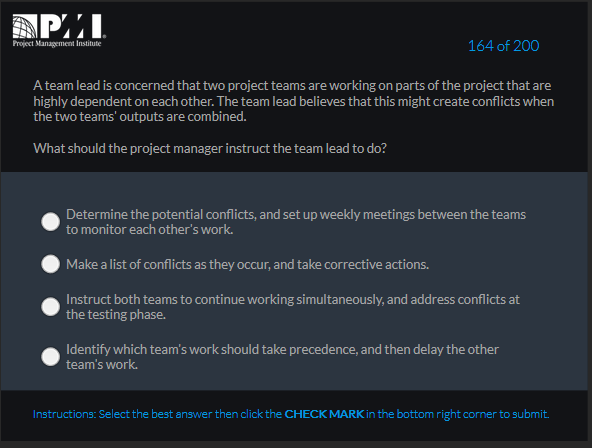 PMI
Project Management Institute
164 of 200
A team lead is concerned that two project teams are working on parts of the project that are
highly dependent on each other. The team lead believes that this might create conflicts when
the two teams' outputs are combined.
What should the project manager instruct the team lead to do?
Determine the potential conflicts, and set up weekly meetings between the teams
to monitor each other's work.
Make a list of conflicts as they occur, and take corrective actions.
Instruct both teams to continue working simultaneously, and address conflicts at
the testing phase.
Identify which team's work should take precedence, and then delay the other
team's work.
Instructions: Select the best answer then click the CHECK MARK in the bottom right corner to submit.